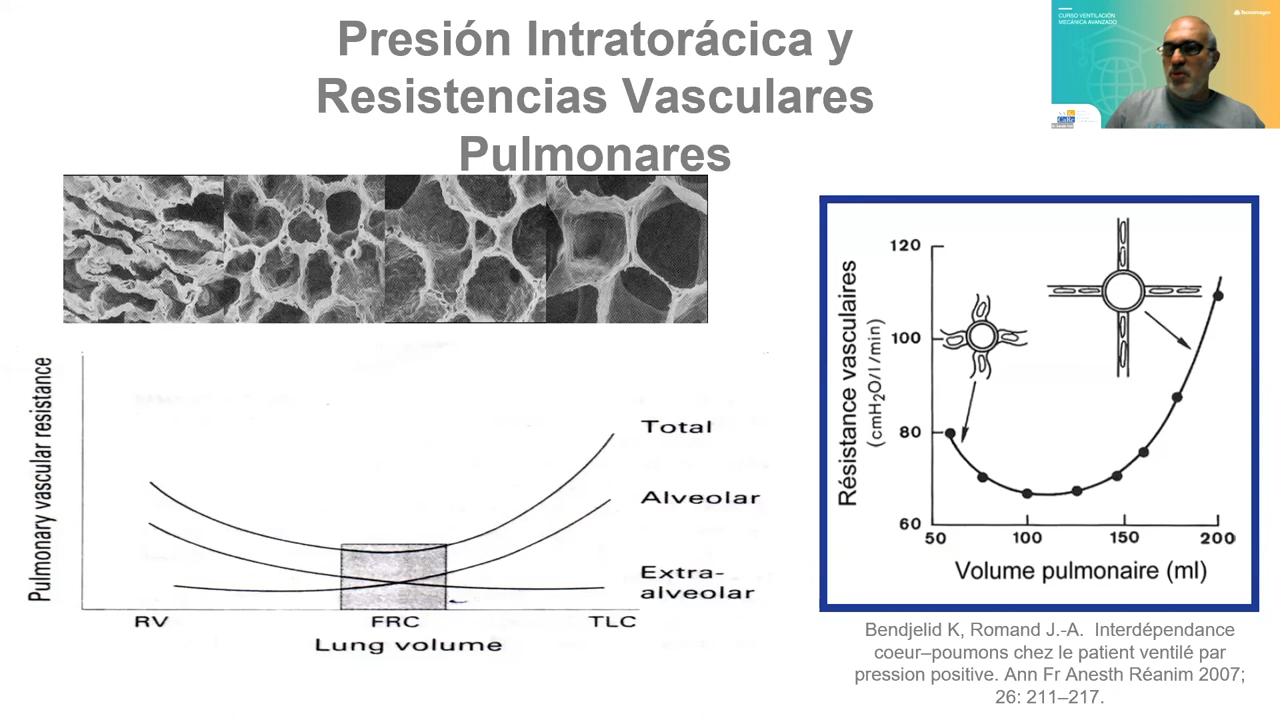 Presión Intratorácica y
Resistencias Vasculares
Pulmonares
CURSO VENTILACIÓN
MECÁNICA AVANZADO
Pulmonary vascular resistance
Total
Alveolar
Extra-
alveolar
RV
FRC
TLC
Lung volume
Résistance vasculaires
(cmH₂O/l/min)
120
100
80
60
50
100
150
200
Volume pulmonaire (ml)
Bendjelid K, Romand J.-A. Interdépendance
coeur–poumons chez le patient ventilé par
pression positive. Ann Fr Anesth Réanim 2007;
26: 211–217.